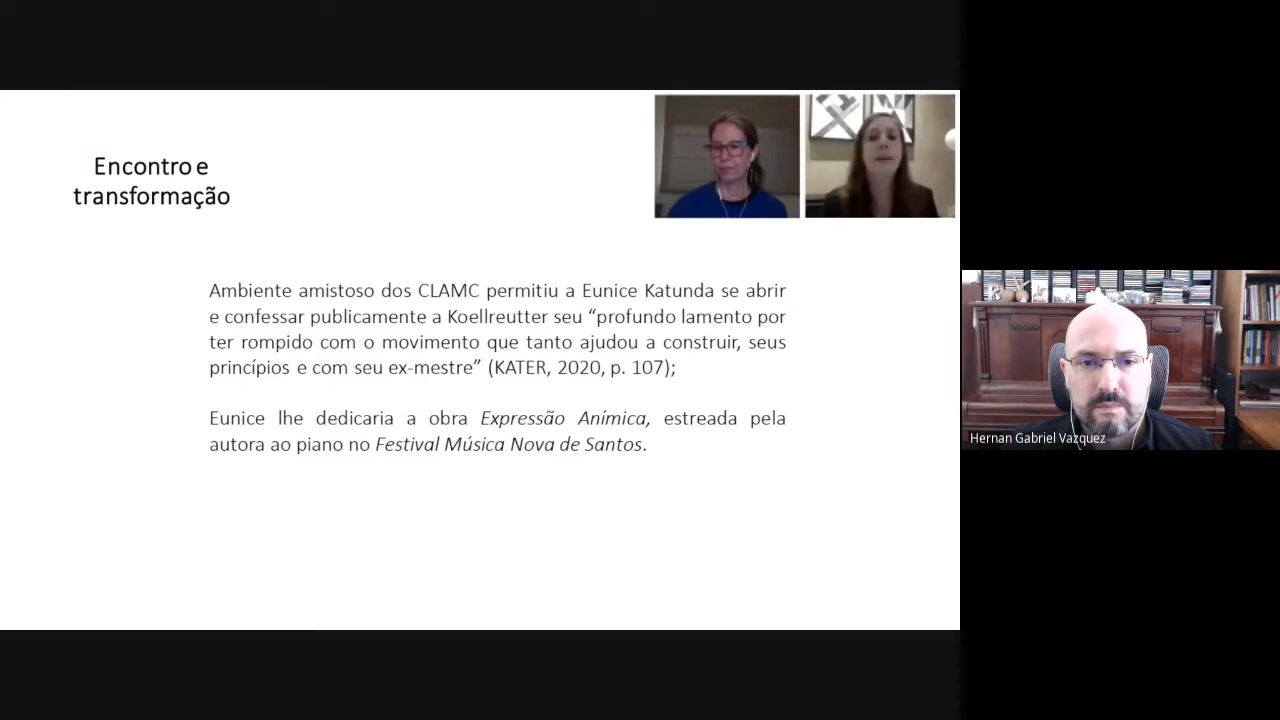 Encontro e
transformação
Ambiente amistoso dos CLAMC permitiu a Eunice Katunda se abrir
e confessar publicamente a Koellreutter seu “profundo lamento por
ter rompido com o movimento que tanto ajudou a construir, seus
princípios e com seu ex-mestre” (KATER, 2020, p. 107);
Eunice lhe dedicaria a obra Expressão Anímica, estreada pela
autora ao piano no Festival Música Nova de Santos.
Hernan Gabriel Vazquez